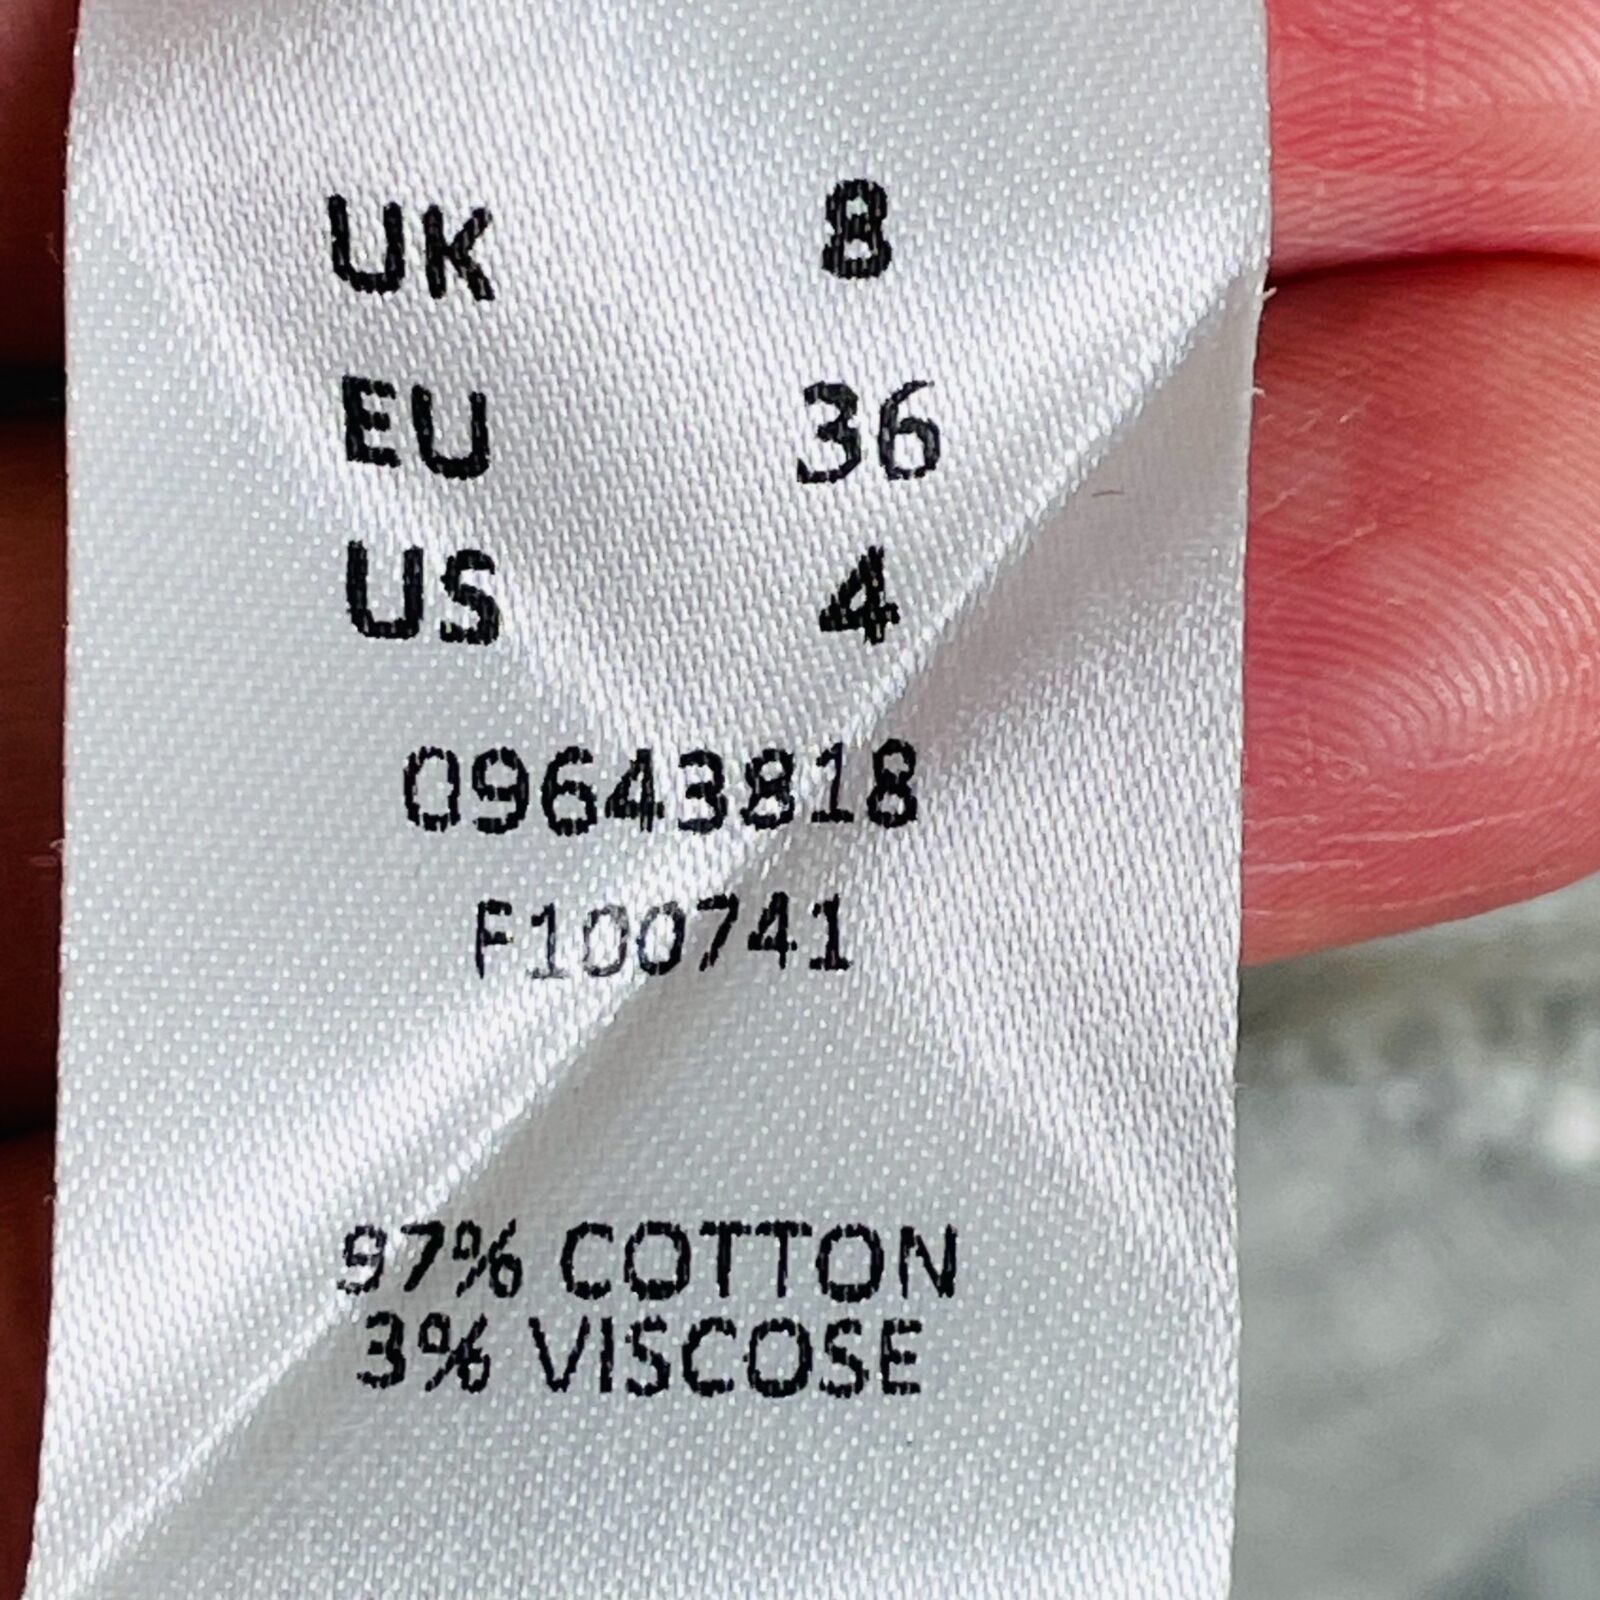 UK 8
EU 36
US 4
09643818
F100741
97% COTTON
3% VISCOSE